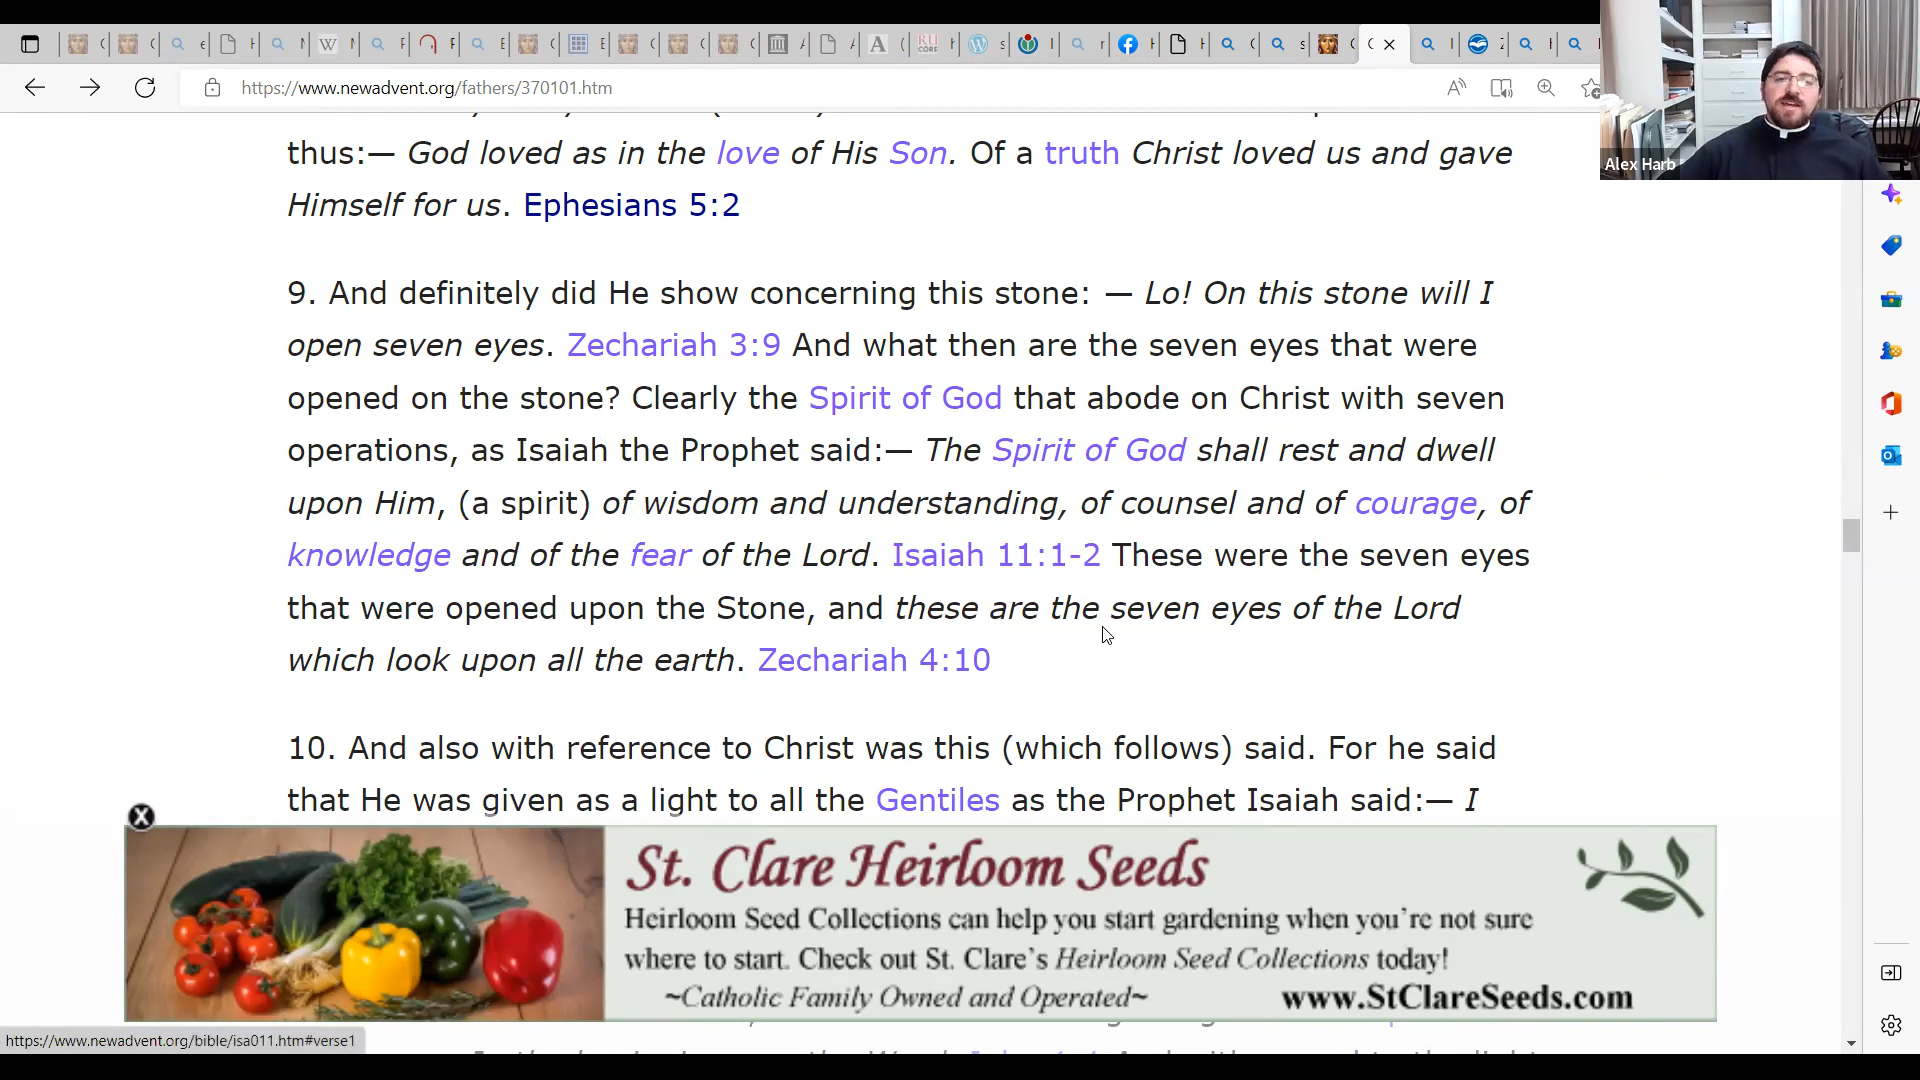 https://www.newadvent.org/fathers/370101.htm
Alex Harb
thus:— God loved as in the love of His Son. Of a truth Christ loved us and gave
Himself for us. Ephesians 5:2
9. And definitely did He show concerning this stone: — Lo! On this stone will I
open seven eyes. Zechariah 3:9 And what then are the seven eyes that were
opened on the stone? Clearly the Spirit of God that abode on Christ with seven
operations, as Isaiah the Prophet said:— The Spirit of God shall rest and dwell
upon Him, (a spirit) of wisdom and understanding, of counsel and of courage, of
knowledge and of the fear of the Lord. Isaiah 11:1-2 These were the seven eyes
that were opened upon the Stone, and these are the seven eyes of the Lord
which look upon all the earth. Zechariah 4:10
10. And also with reference to Christ was this (which follows) said. For he said
that He was given as a light to all the Gentiles as the Prophet Isaiah said:— I
X
St. Clare Heirloom Seeds
Heirloom Seed Collections can help you start gardening when you're not sure
where to start. Check out St. Clare's Heirloom Seed Collections today!
~Catholic Family Owned and Operated~ www.StClareSeeds.com
https://www.newadvent.org/bible/isa011.htm#verse1